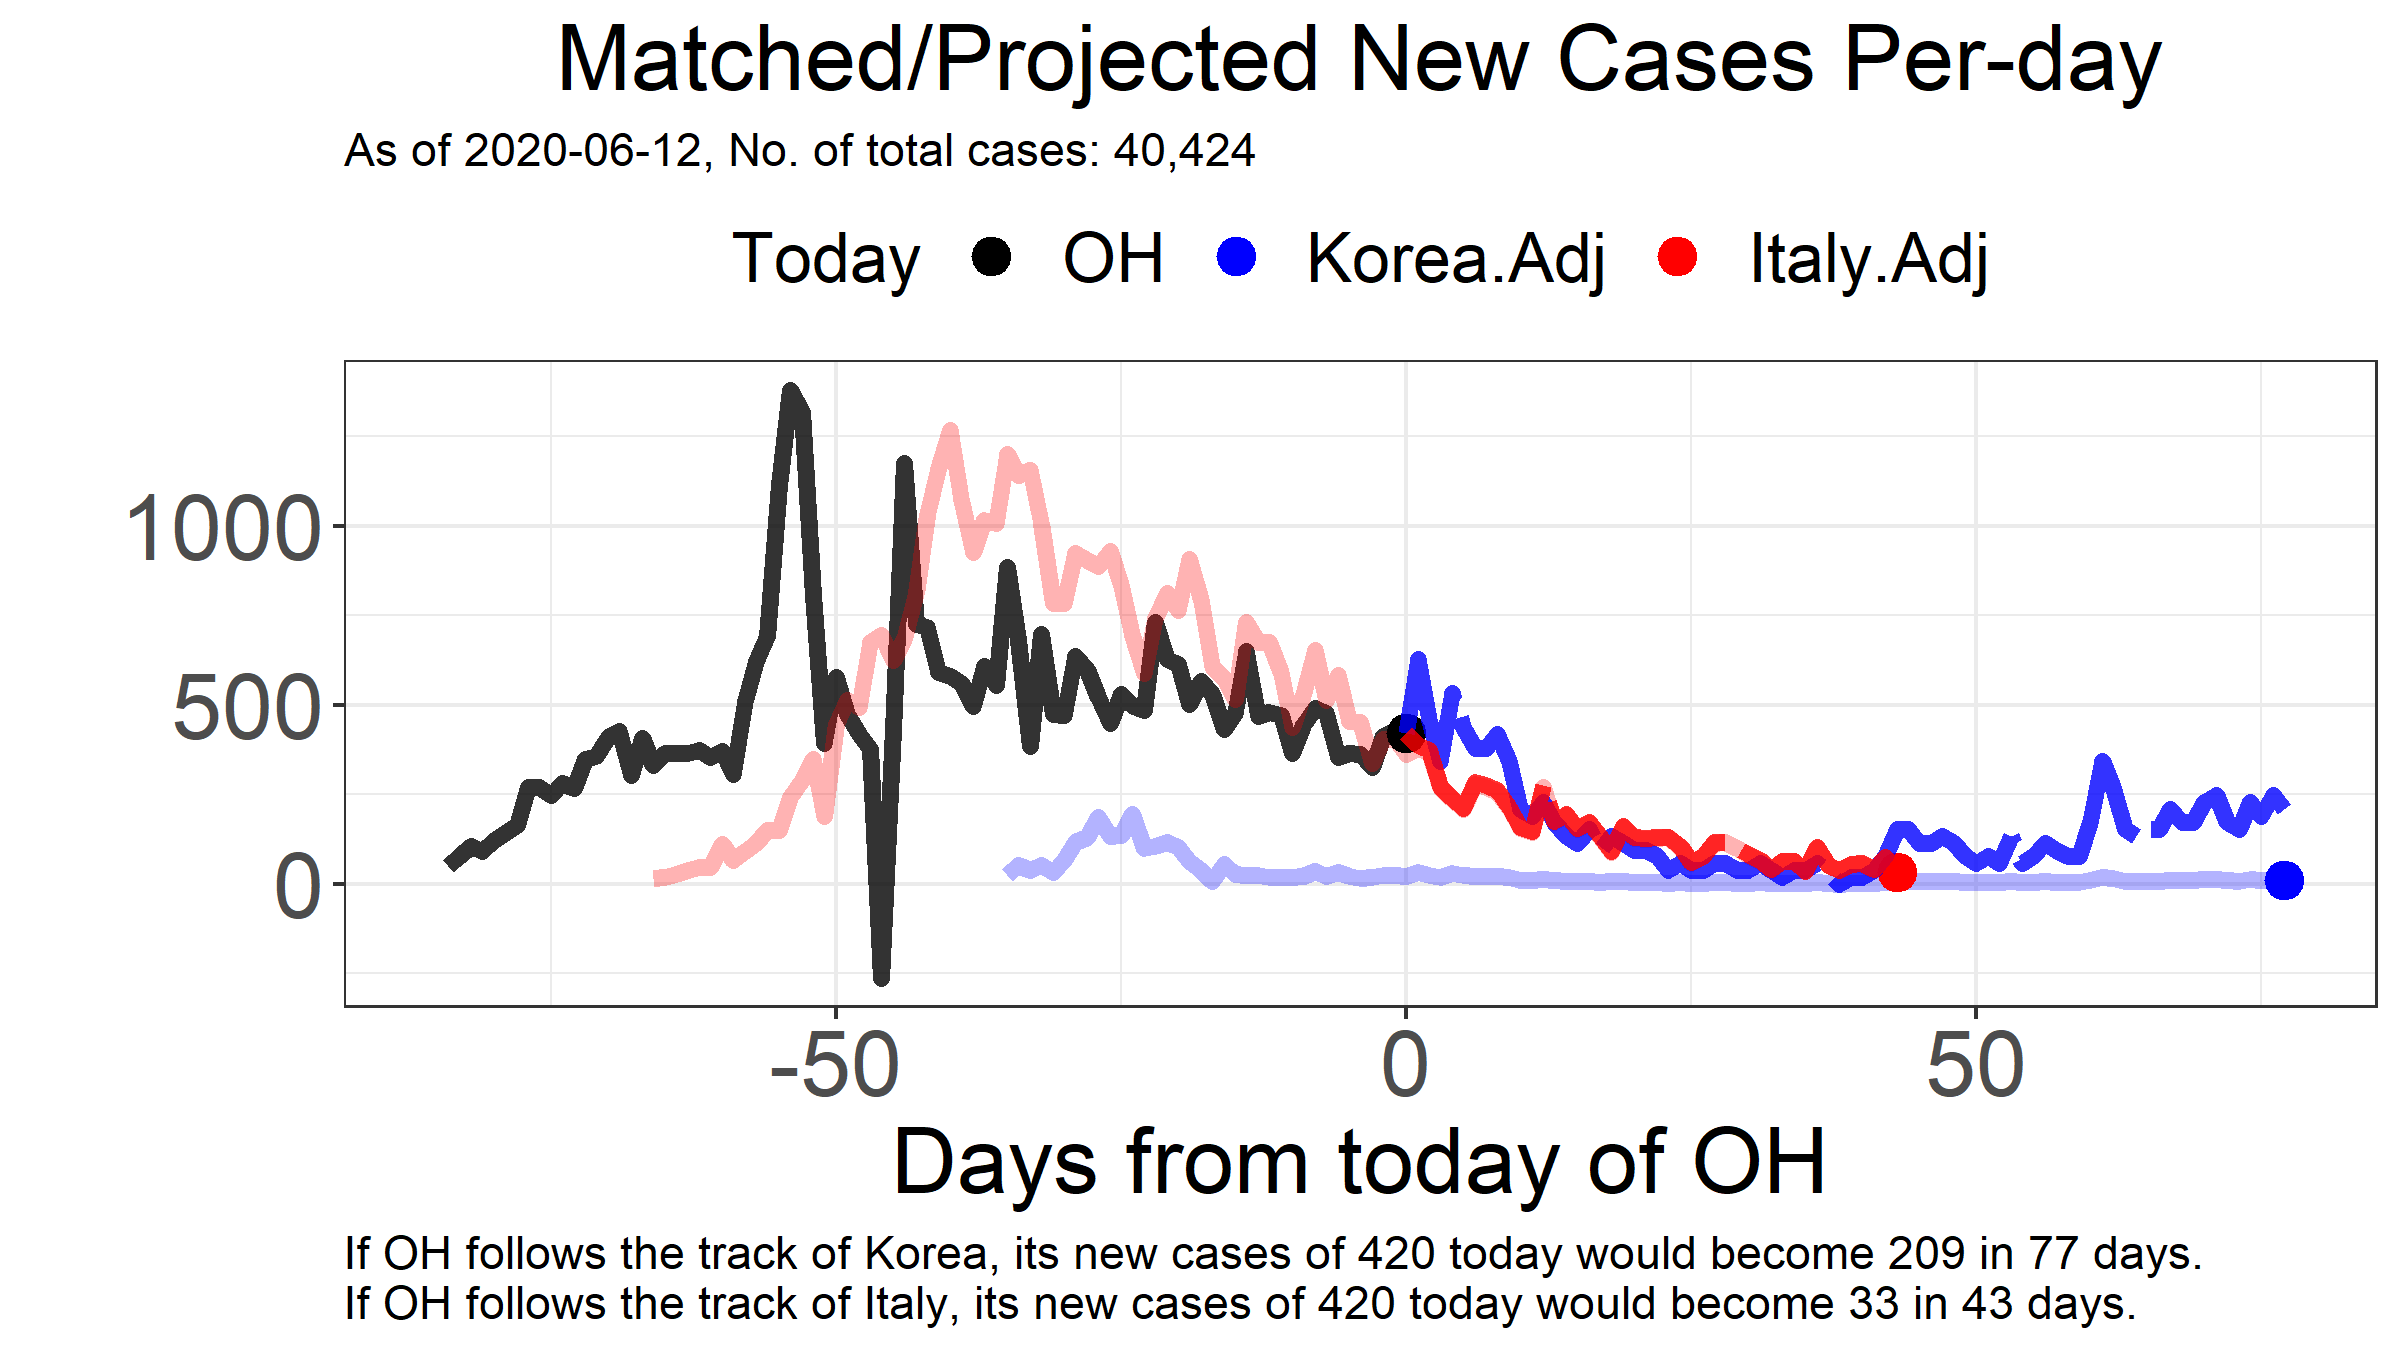 Matched/Projected New Cases Per-day
As of 2020-06-12, No. of total cases: 40,424
Today OH Korea.Adj Italy.Adj
1000
500
0
-50 0 50
Days from today of OH
If OH follows the track of Korea, its new cases of 420 today would become 209 in 77 days.
If OH follows the track of Italy, its new cases of 420 today would become 33 in 43 days.